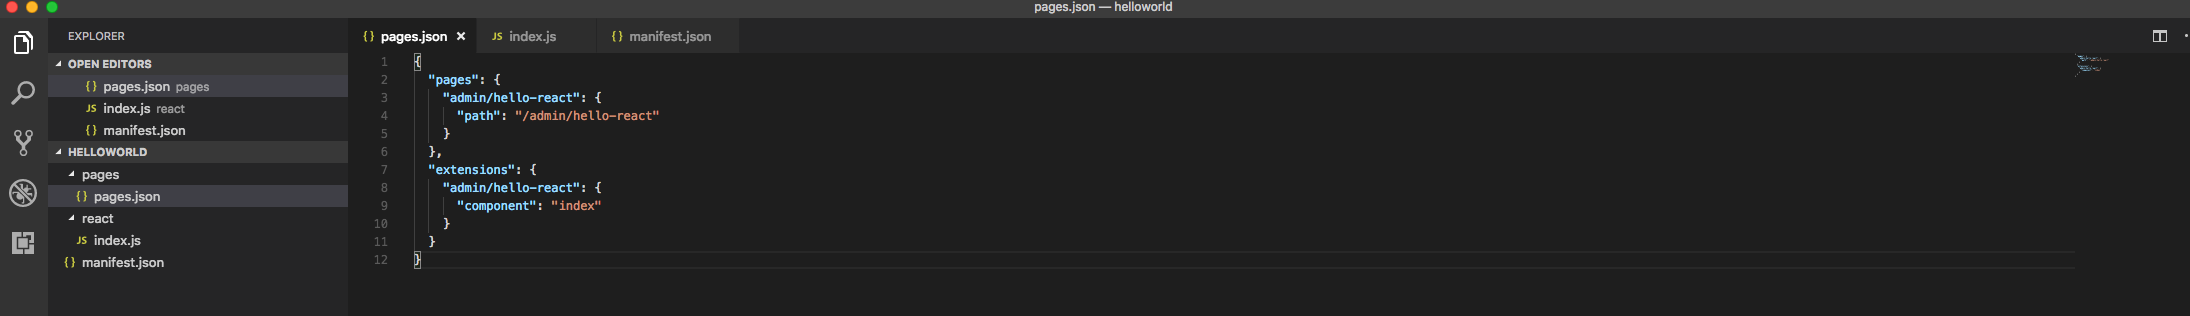 pages.json — helloworld
EXPLORER
OPEN EDITORS
{} pages.json pages
JS index.js react
{} manifest.json
HELLOWORLD
pages
{} pages.json
react
JS index.js
{} manifest.json
{} pages.json ×
JS index.js
{} manifest.json
1 {
2   "pages": {
3     "admin/hello-react": {
4       "path": "/admin/hello-react"
5     }
6   },
7   "extensions": {
8     "admin/hello-react": {
9       "component": "index"
10     }
11   }
12 }